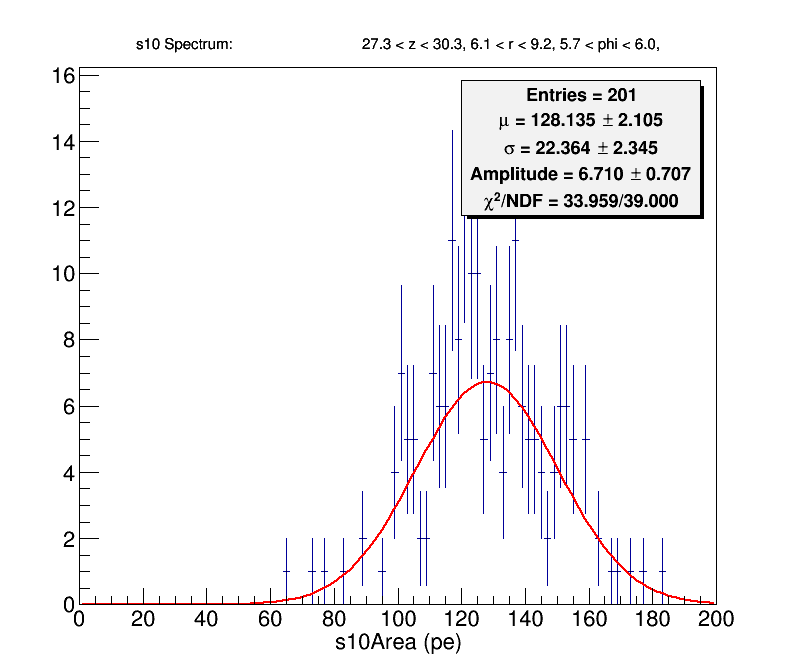 s10 Spectrum: 27.3 < z < 30.3, 6.1 < r < 9.2, 5.7 < phi < 6.0,
Entries = 201
μ = 128.135 ± 2.105
σ = 22.364 ± 2.345
Amplitude = 6.710 ± 0.707
χ²/NDF = 33.959/39.000
16
14
12
10
8
6
4
2
0
0 20 40 60 80 100 120 140 160 180 200
s10Area (pe)